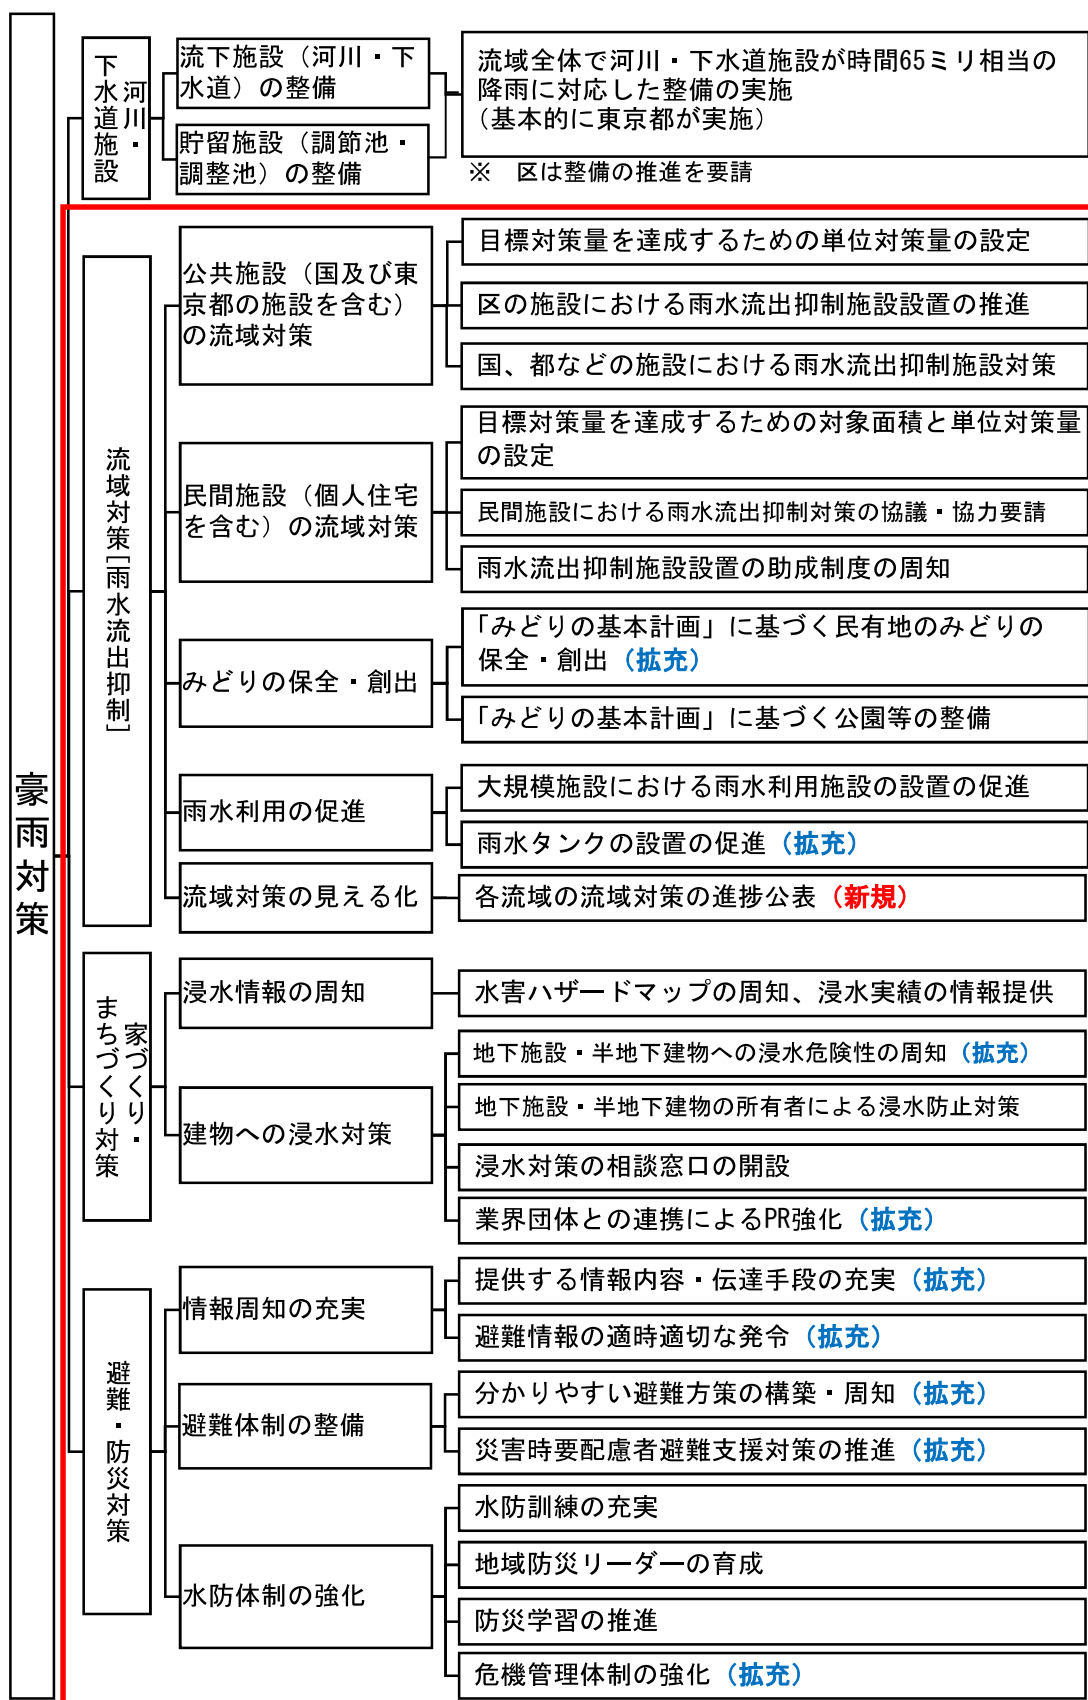 豪雨対策
河川・
下水道施設
流下施設（河川・下
水道）の整備
貯留施設（調節池・
調整池）の整備
流域全体で河川・下水道施設が時間65ミリ相当の
降雨に対応した整備の実施
（基本的に東京都が実施）
※　区は整備の推進を要請
流域対策［雨水流出抑制］
公共施設（国及び東
京都の施設を含む）
の流域対策
目標対策量を達成するための単位対策量の設定
区の施設における雨水流出抑制施設設置の推進
国、都などの施設における雨水流出抑制施設対策
民間施設（個人住宅
を含む）の流域対策
目標対策量を達成するための対象面積と単位対策量
の設定
民間施設における雨水流出抑制対策の協議・協力要請
雨水流出抑制施設設置の助成制度の周知
みどりの保全・創出
「みどりの基本計画」に基づく民有地のみどりの
保全・創出（拡充）
「みどりの基本計画」に基づく公園等の整備
雨水利用の促進
大規模施設における雨水利用施設の設置の促進
雨水タンクの設置の促進（拡充）
流域対策の見える化
各流域の流域対策の進捗公表（新規）
家づくり・
まちづくり対策
浸水情報の周知
水害ハザードマップの周知、浸水実績の情報提供
建物への浸水対策
地下施設・半地下建物への浸水危険性の周知（拡充）
地下施設・半地下建物の所有者による浸水防止対策
浸水対策の相談窓口の開設
業界団体との連携によるPR強化（拡充）
避難・防災対策
情報周知の充実
提供する情報内容・伝達手段の充実（拡充）
避難情報の適時適切な発令（拡充）
避難体制の整備
分かりやすい避難方策の構築・周知（拡充）
災害時要配慮者避難支援対策の推進（拡充）
水防体制の強化
水防訓練の充実
地域防災リーダーの育成
防災学習の推進
危機管理体制の強化（拡充）